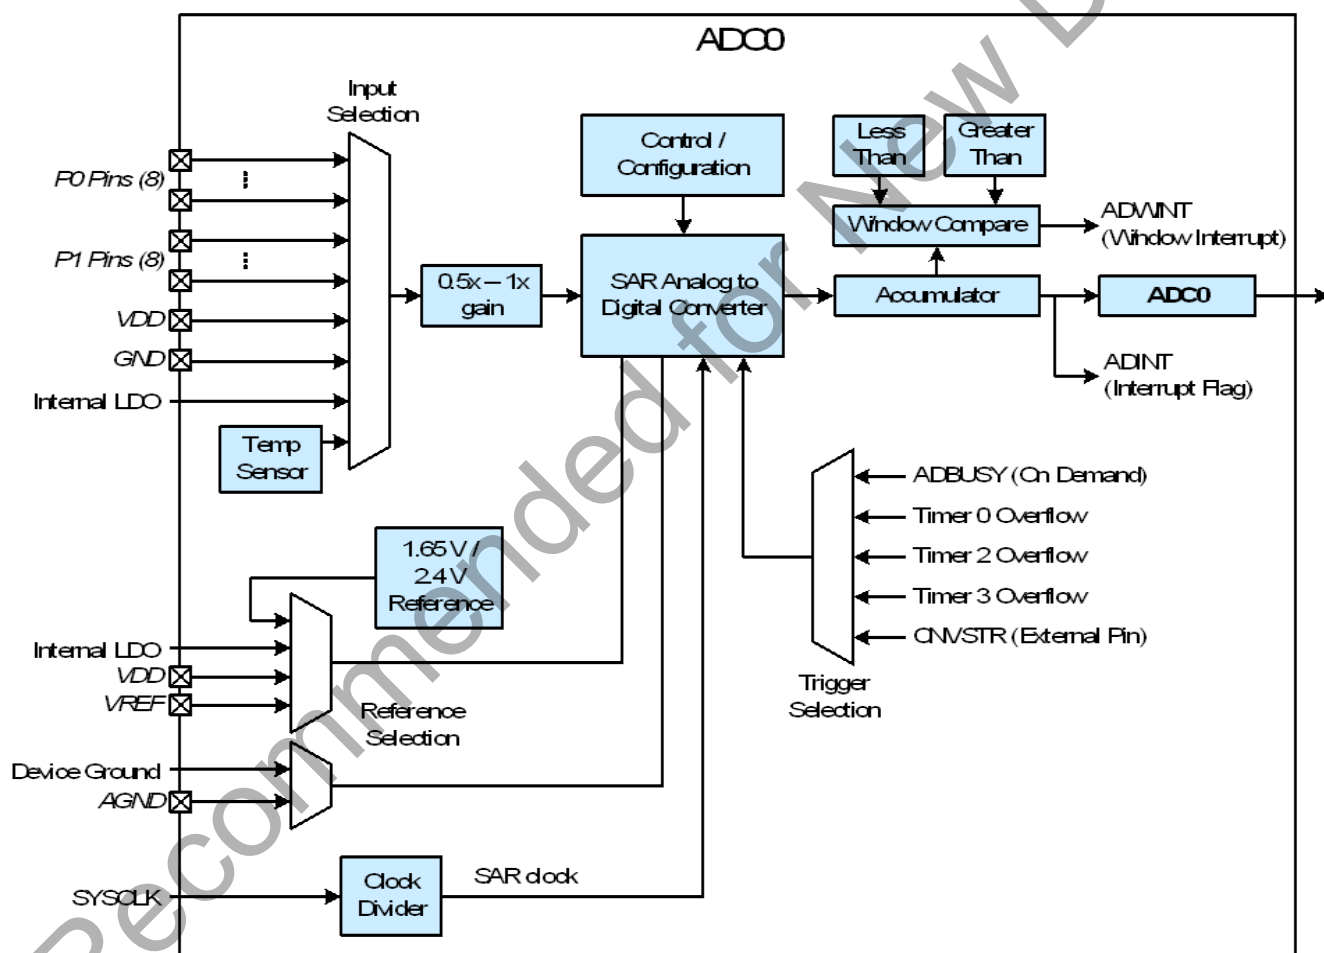 ADC0
Input
Selection
Control /
Configuration
Less
Than
Greater
Than
P0 Pins (8)
P1 Pins (8)
VDD
GND
Internal LDO
Temp
Sensor
0.5x – 1x
gain
SAR Analog to
Digital Converter
Window Compare
ADWINT
(Window Interrupt)
Accumulator
ADC0
ADINT
(Interrupt Flag)
ADBUSY (On Demand)
Timer 0 Overflow
Timer 2 Overflow
Timer 3 Overflow
CNVSTR (External Pin)
Trigger
Selection
1.65 V /
2.4 V
Reference
Internal LDO
VDD
VREF
Reference
Selection
Device Ground
AGND
SYSCLK
Clock
Divider
SAR clock
Recommended for New D